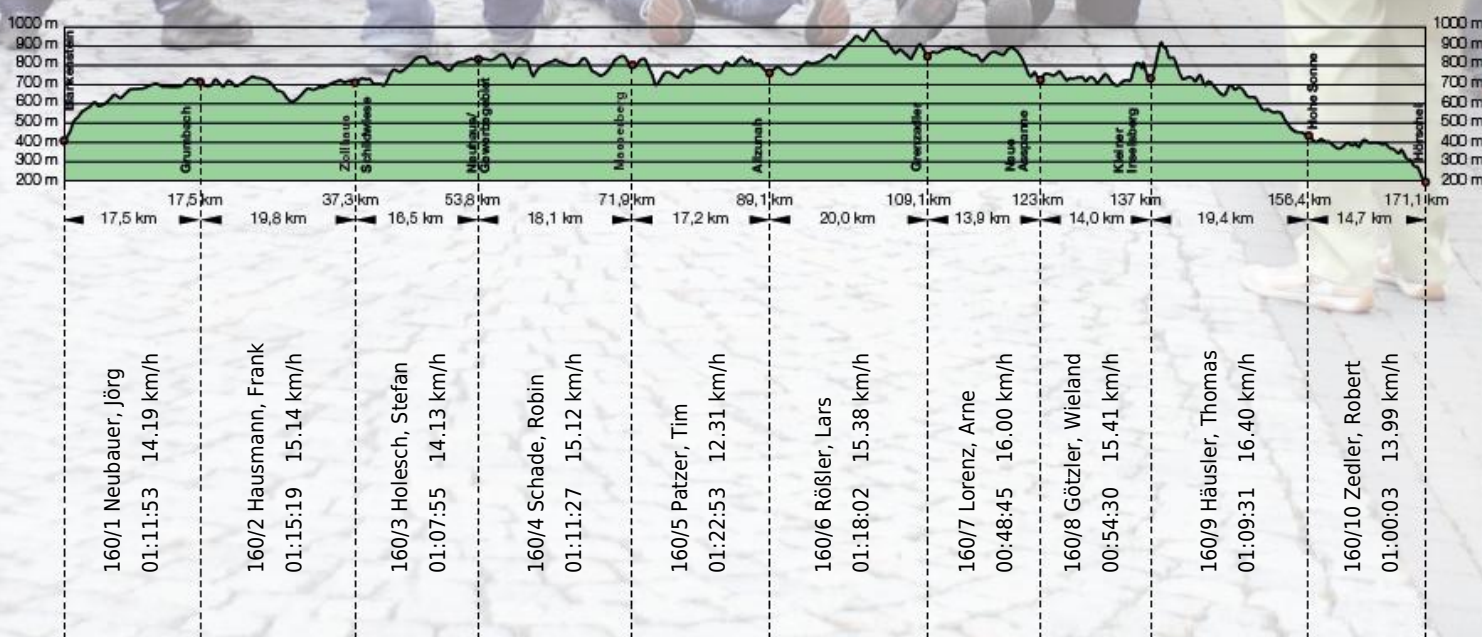 1000 m 1000 m
900 m 900 m
800 m 800 m
700 m 700 m
600 m 600 m
500 m 500 m
400 m 400 m
300 m 300 m
200 m 200 m
Blankenstein
Grumbach
Zollhaus
Schildwiese
Neuhaus/
Masserberg
Allzunah
Grenzadler
Neue
Ausspanne
Kleiner
Inselsberg
Hohe Sonne
Hörschel
17,5 km 37,3 km 53,8 km 71,9 km 89,1 km 109,1 km 123 km 137 km 156,4 km 171,1 km
17,5 km 19,8 km 16,5 km 18,1 km 17,2 km 20,0 km 13,9 km 14,0 km 19,4 km 14,7 km
160/1 Neubauer, Jörg
01:11:53 14.19 km/h
160/2 Hausmann, Frank
01:15:19 15.14 km/h
160/3 Holesch, Stefan
01:07:55 14.13 km/h
160/4 Schade, Robin
01:11:27 15.12 km/h
160/5 Patzer, Tim
01:22:53 12.31 km/h
160/6 Rößler, Lars
01:18:02 15.38 km/h
160/7 Lorenz, Arne
00:48:45 16.00 km/h
160/8 Götzler, Wieland
00:54:30 15.41 km/h
160/9 Häusler, Thomas
01:09:31 16.40 km/h
160/10 Zedler, Robert
01:00:03 13.99 km/h